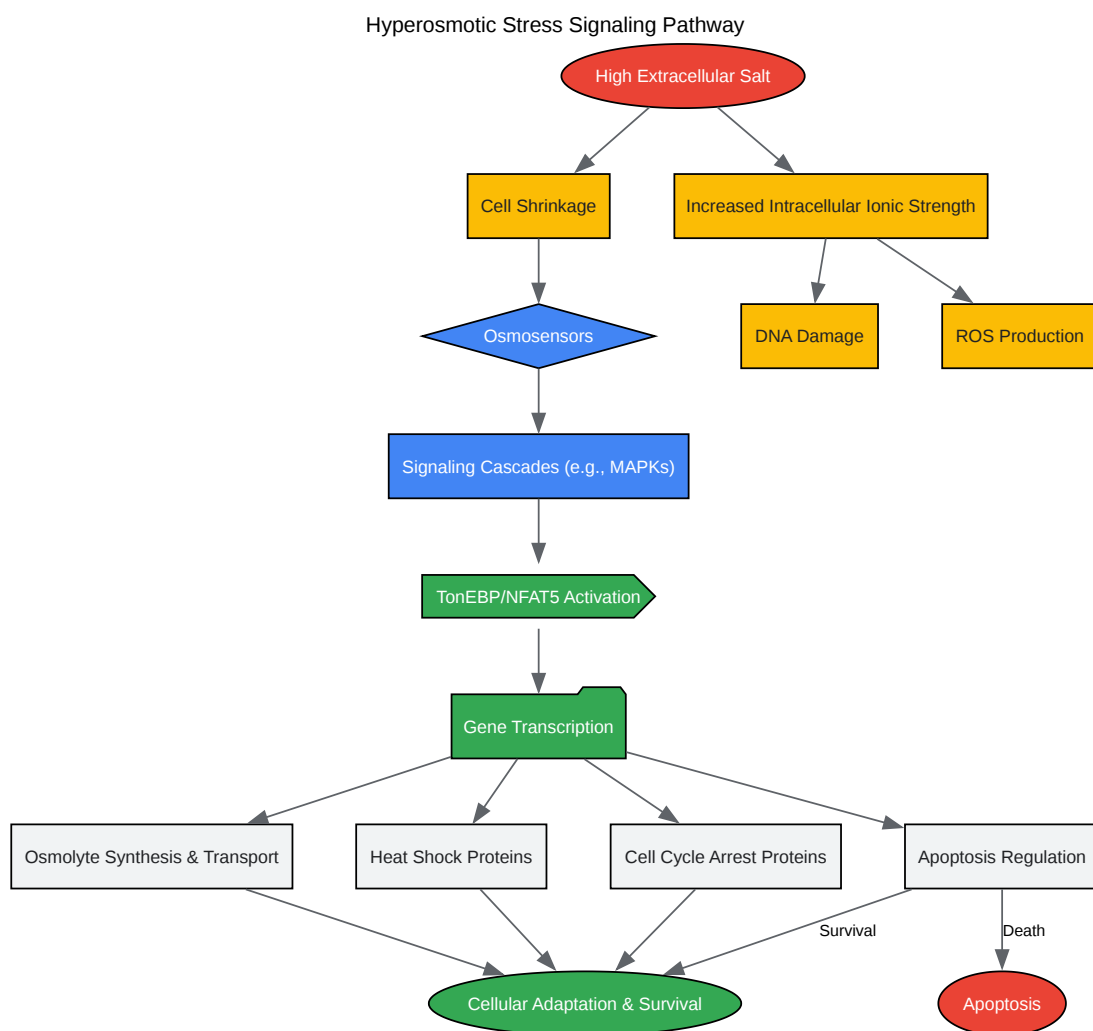 Hyperosmotic Stress Signaling Pathway
High Extracellular Salt
Cell Shrinkage
Increased Intracellular Ionic Strength
Osmosensors
DNA Damage
ROS Production
Signaling Cascades (e.g., MAPKs)
TonEBP/NFAT5 Activation
Gene Transcription
Osmolyte Synthesis & Transport
Heat Shock Proteins
Cell Cycle Arrest Proteins
Apoptosis Regulation
Survival
Death
Cellular Adaptation & Survival
Apoptosis